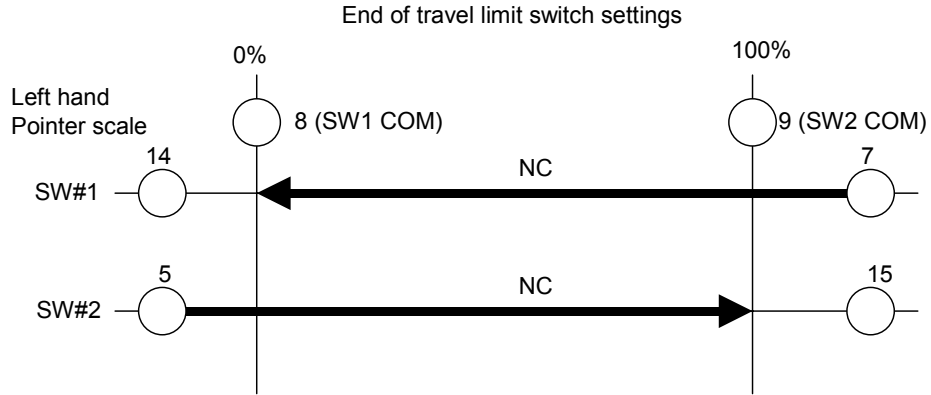 End of travel limit switch settings
0%
100%
Left hand
Pointer scale
8 (SW1 COM)
9 (SW2 COM)
14
NC
7
SW#1
5
NC
15
SW#2